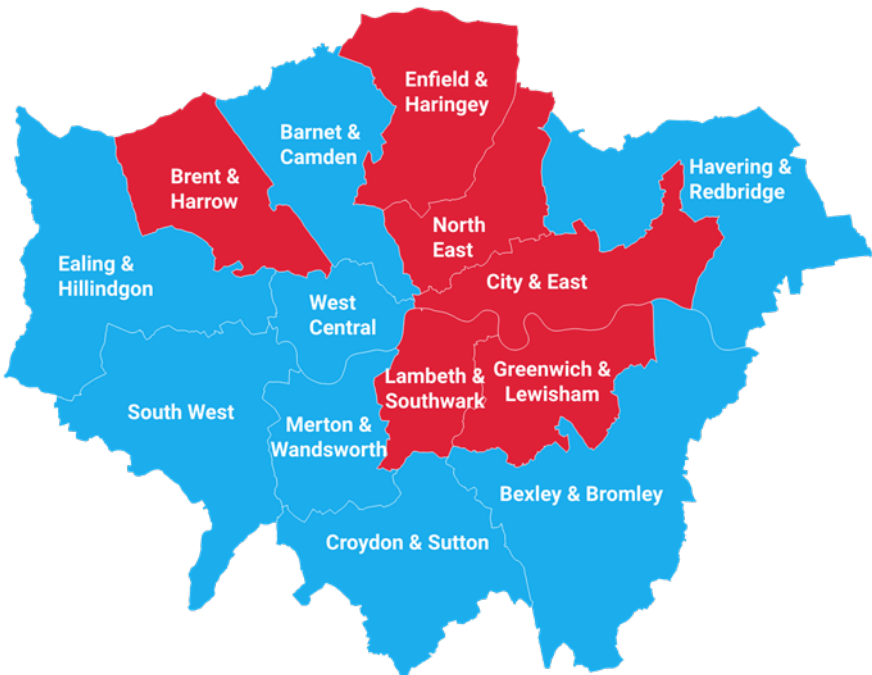 Enfield &
Haringey
Barnet &
Camden
Brent &
Harrow
Havering &
Redbridge
North
East
Ealing &
Hillindgon
City & East
West
Central
Lambeth &
Southwark
Greenwich &
Lewisham
South West
Merton &
Wandsworth
Bexley & Bromley
Croydon & Sutton